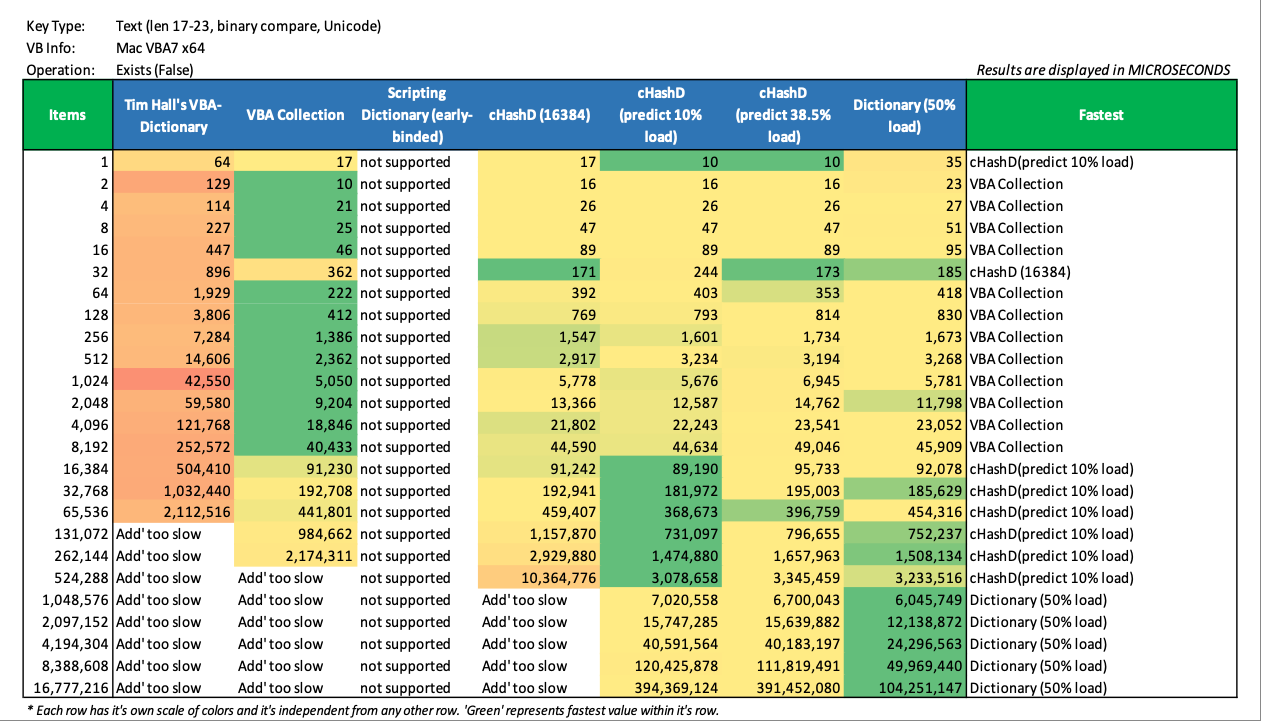 Key Type: Text (len 17-23, binary compare, Unicode)
VB Info: Mac VBA7 x64
Operation: Exists (False) Results are displayed in MICROSECONDS
Items Tim Hall's VBA-Dictionary VBA Collection Scripting Dictionary (early-binded) cHashD (16384) cHashD (predict 10% load) cHashD (predict 38.5% load) Dictionary (50% load) Fastest
1 64 17 not supported 17 10 10 35 cHashD(predict 10% load)
2 129 10 not supported 16 16 16 23 VBA Collection
4 114 21 not supported 26 26 26 27 VBA Collection
8 227 25 not supported 47 47 47 51 VBA Collection
16 447 46 not supported 89 89 89 95 VBA Collection
32 896 362 not supported 171 244 173 185 cHashD (16384)
64 1,929 222 not supported 392 403 353 418 VBA Collection
128 3,806 412 not supported 769 793 814 830 VBA Collection
256 7,284 1,386 not supported 1,547 1,601 1,734 1,673 VBA Collection
512 14,606 2,362 not supported 2,917 3,234 3,194 3,268 VBA Collection
1,024 42,550 5,050 not supported 5,778 5,676 6,945 5,781 VBA Collection
2,048 59,580 9,204 not supported 13,366 12,587 14,762 11,798 VBA Collection
4,096 121,768 18,846 not supported 21,802 22,243 23,541 23,052 VBA Collection
8,192 252,572 40,433 not supported 44,590 44,634 49,046 45,909 VBA Collection
16,384 504,410 91,230 not supported 91,242 89,190 95,733 92,078 cHashD(predict 10% load)
32,768 1,032,440 192,708 not supported 192,941 181,972 195,003 185,629 cHashD(predict 10% load)
65,536 2,112,516 441,801 not supported 459,407 368,673 396,759 454,316 cHashD(predict 10% load)
131,072 Add' too slow 984,662 not supported 1,157,870 731,097 796,655 752,237 cHashD(predict 10% load)
262,144 Add' too slow 2,174,311 not supported 2,929,880 1,474,880 1,657,963 1,508,134 cHashD(predict 10% load)
524,288 Add' too slow Add' too slow not supported 10,364,776 3,078,658 3,345,459 3,233,516 cHashD(predict 10% load)
1,048,576 Add' too slow Add' too slow not supported Add' too slow 7,020,558 6,700,043 6,045,749 Dictionary (50% load)
2,097,152 Add' too slow Add' too slow not supported Add' too slow 15,747,285 15,639,882 12,138,872 Dictionary (50% load)
4,194,304 Add' too slow Add' too slow not supported Add' too slow 40,591,564 40,183,197 24,296,563 Dictionary (50% load)
8,388,608 Add' too slow Add' too slow not supported Add' too slow 120,425,878 111,819,491 49,969,440 Dictionary (50% load)
16,777,216 Add' too slow Add' too slow not supported Add' too slow 394,369,124 391,452,080 104,251,147 Dictionary (50% load)
* Each row has it's own scale of colors and it's independent from any other row. 'Green' represents fastest value within it's row.